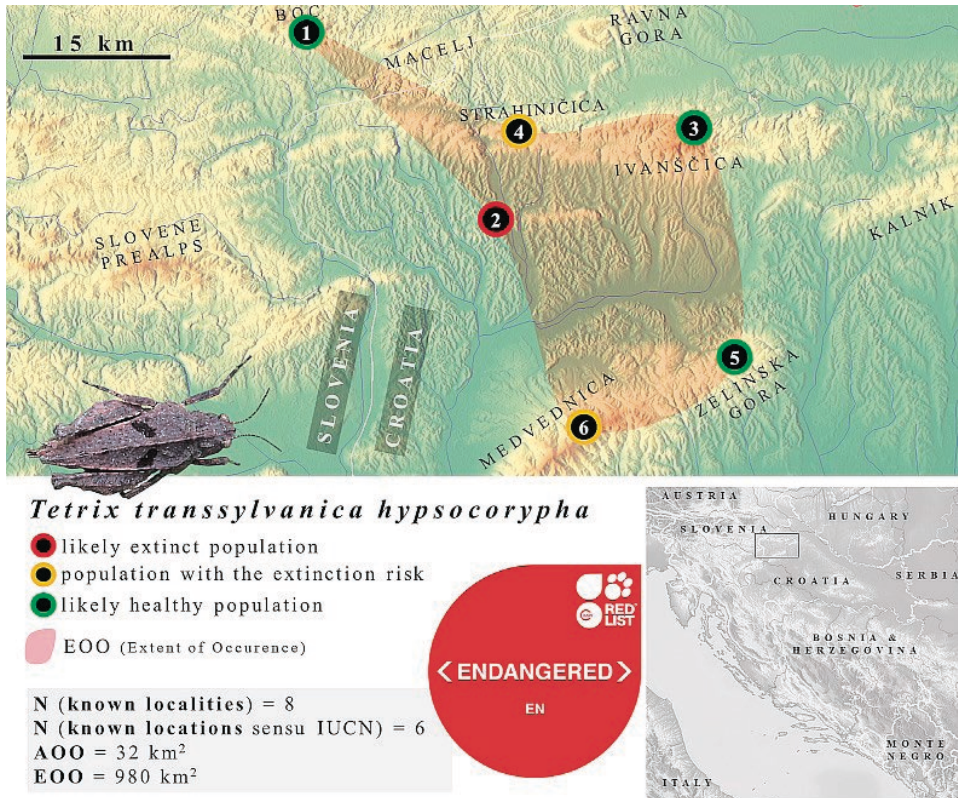 BOČ
1
15 km
MACELJ
RAVNA
GORA
STRAHINJČICA
4
3
IVANŠČICA
2
KALNIK
SLOVENE
PREALPS
SLOVENIA
CROATIA
5
ZELINSKA
GORA
MEDVEDNICA
6
Tetrix transsylvanica hypsocorypha
likely extinct population
population with the extinction risk
likely healthy population
EOO (Extent of Occurence)
N (known localities) = 8
N (known locations sensu IUCN) = 6
AOO = 32 km²
EOO = 980 km²
RED
LIST
< ENDANGERED >
EN
AUSTRIA
SLOVENIA
HUNGARY
CROATIA
SERBIA
BOSNIA &
HERZEGOVINA
MONTE
NEGRO
ITALY